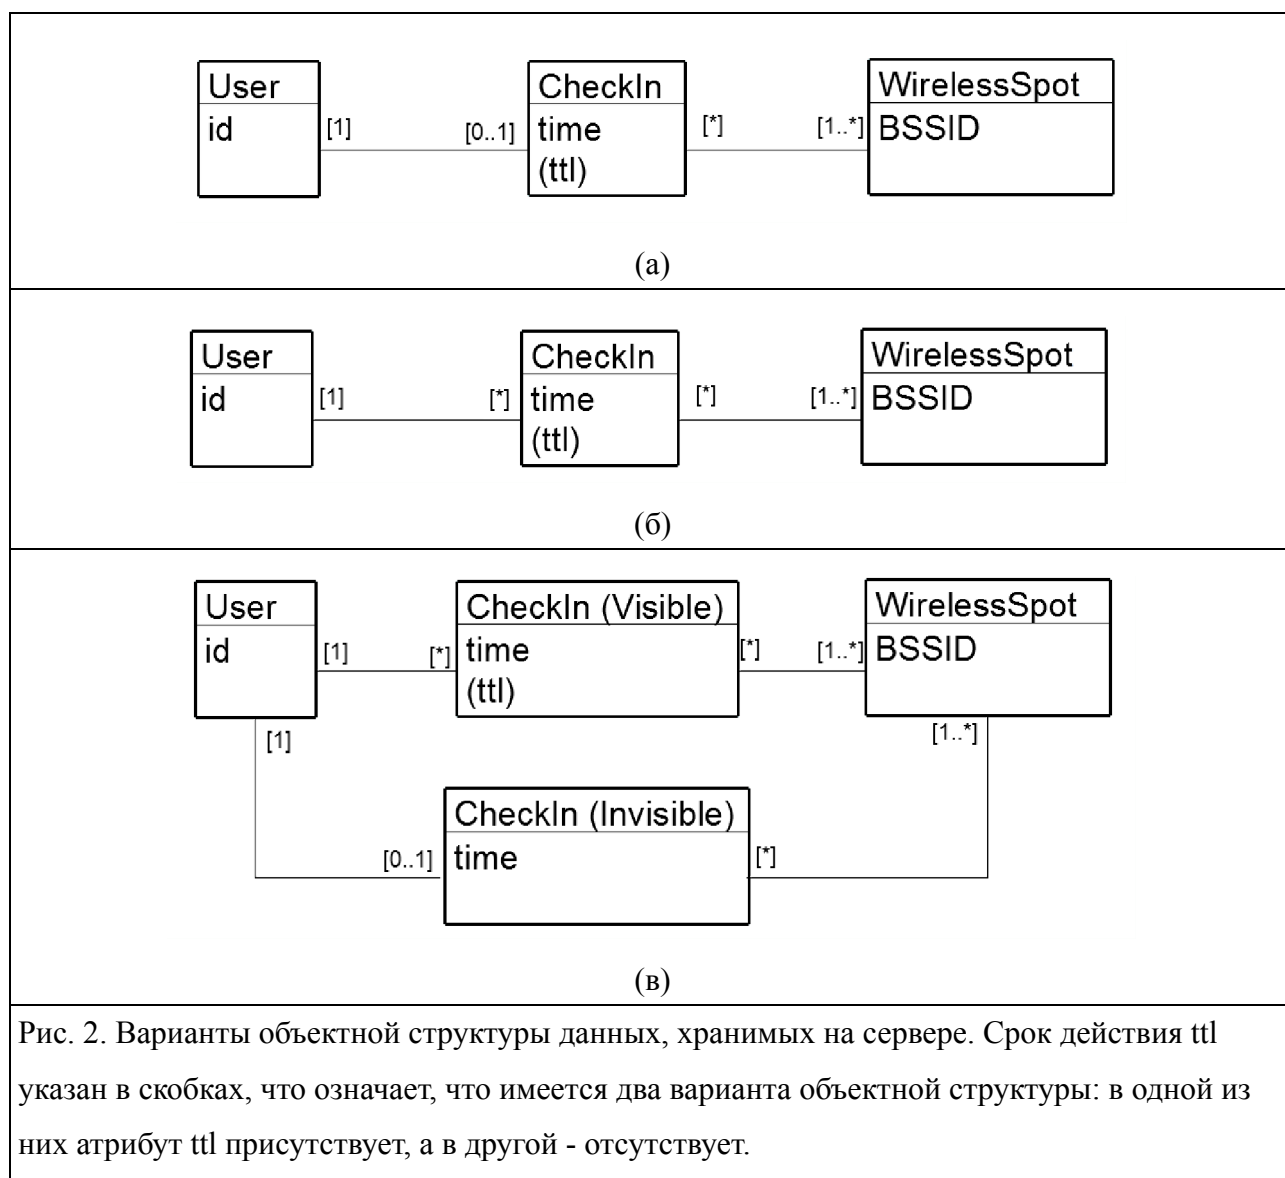 User CheckIn WirelessSpot
id [1] [0..1] time [*] [1..*] BSSID
(ttl)
(а)
User CheckIn WirelessSpot
id [1] [*] time [*] [1..*] BSSID
(ttl)
(б)
User CheckIn (Visible) WirelessSpot
id [1] [*] time [*] [1..*] BSSID
(ttl)
[1] [1..*]
CheckIn (Invisible)
[0..1] time [*]
(в)
Рис. 2. Варианты объектной структуры данных, хранимых на сервере. Срок действия ttl
указан в скобках, что означает, что имеется два варианта объектной структуры: в одной из
них атрибут ttl присутствует, а в другой - отсутствует.